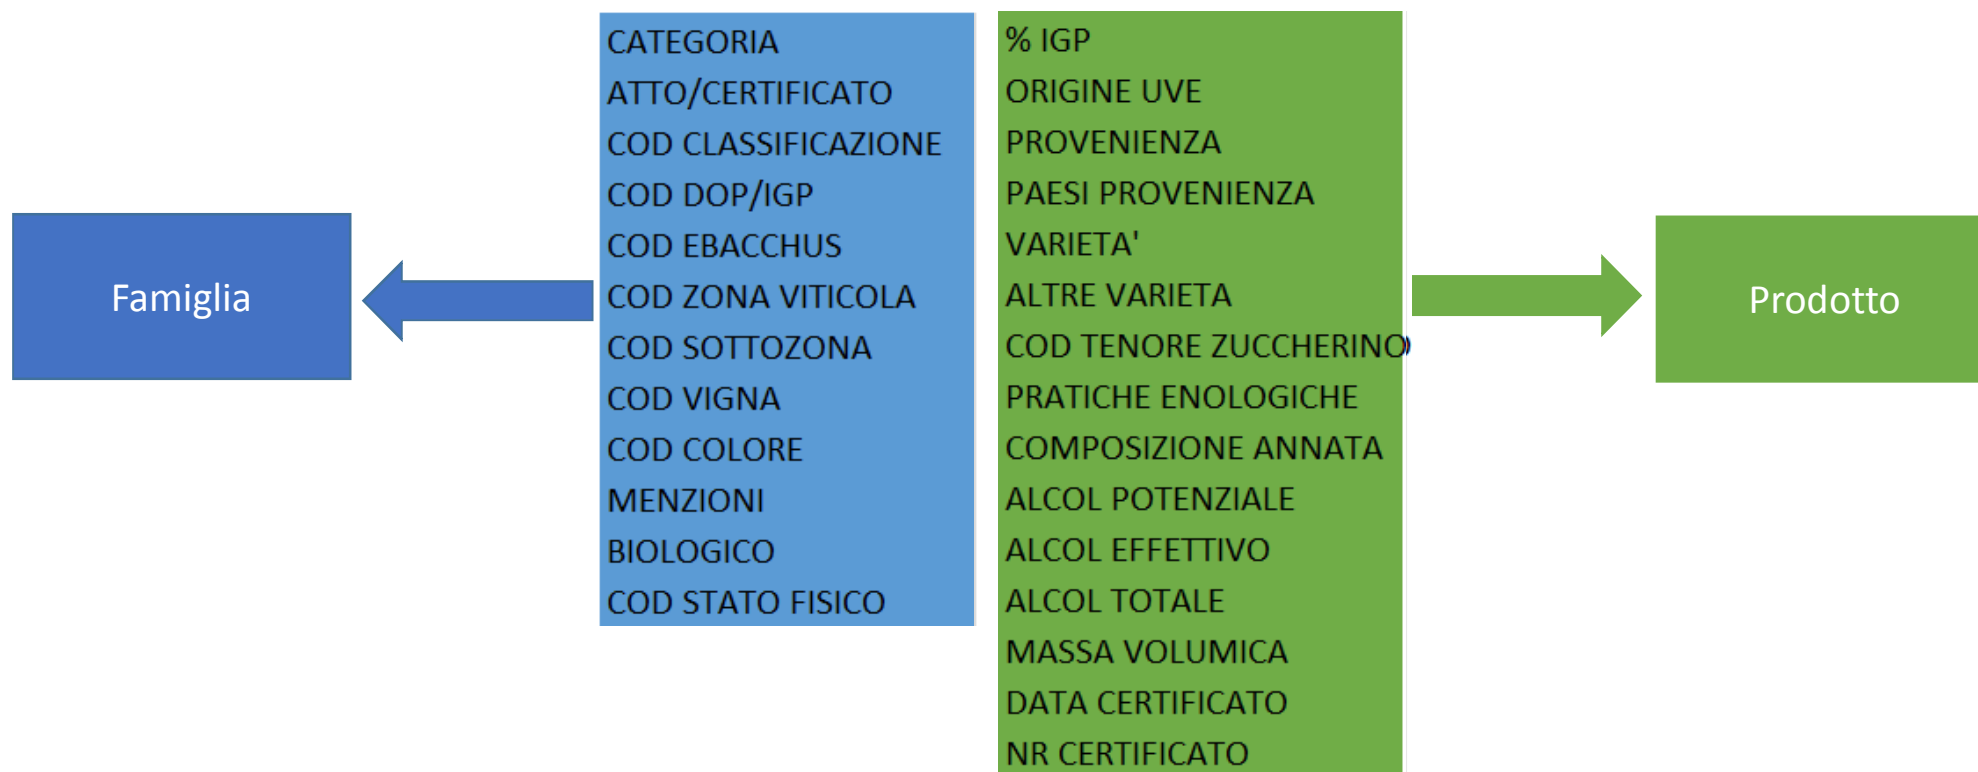 Famiglia
CATEGORIA
ATTO/CERTIFICATO
COD CLASSIFICAZIONE
COD DOP/IGP
COD EBACCHUS
COD ZONA VITICOLA
COD SOTTOZONA
COD VIGNA
COD COLORE
MENZIONI
BIOLOGICO
COD STATO FISICO
% IGP
ORIGINE UVE
PROVENIENZA
PAESI PROVENIENZA
VARIETA'
ALTRE VARIETA
COD TENORE ZUCCHERINO
PRATICHE ENOLOGICHE
COMPOSIZIONE ANNATA
ALCOL POTENZIALE
ALCOL EFFETTIVO
ALCOL TOTALE
MASSA VOLUMICA
DATA CERTIFICATO
NR CERTIFICATO
Prodotto